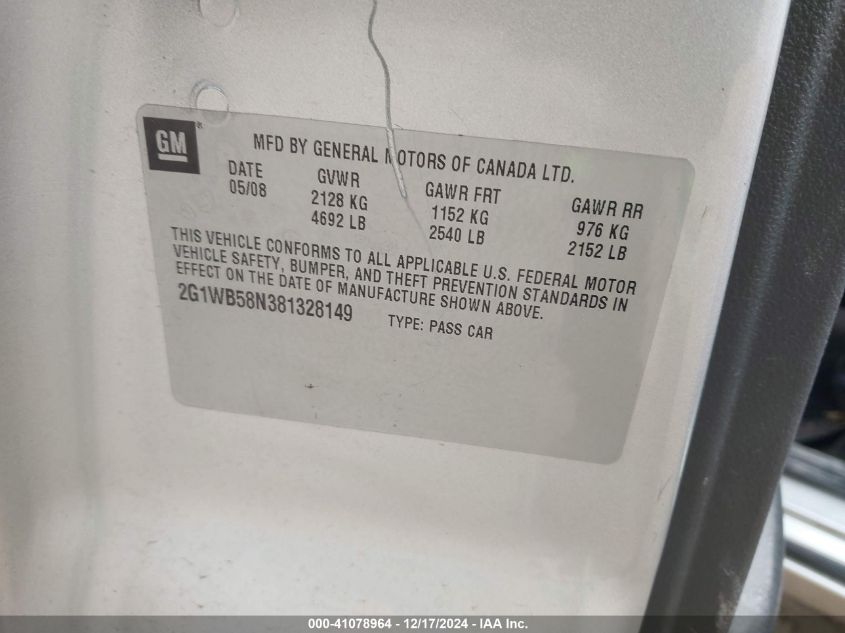 GM
MFD BY GENERAL MOTORS OF CANADA LTD.
DATE GVWR GAWR FRT GAWR RR
05/08 2128 KG 1152 KG 976 KG
4692 LB 2540 LB 2152 LB
THIS VEHICLE CONFORMS TO ALL APPLICABLE U.S. FEDERAL MOTOR
VEHICLE SAFETY, BUMPER, AND THEFT PREVENTION STANDARDS IN
EFFECT ON THE DATE OF MANUFACTURE SHOWN ABOVE.
2G1WB58N381328149 TYPE: PASS CAR
000-41078964 - 12/17/2024 - IAA Inc.